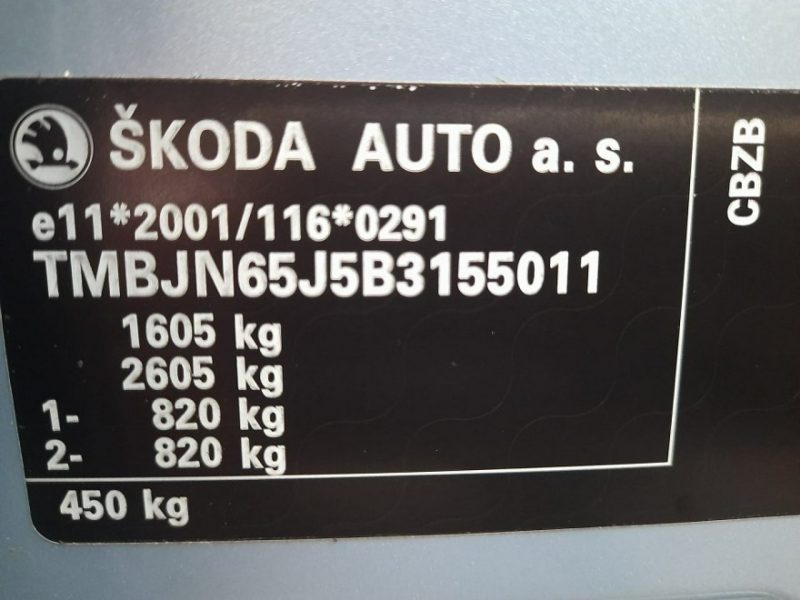 ŠKODA AUTO a. s.
e11*2001/116*0291
TMBJN65J5B3155011
1605 kg
2605 kg
1- 820 kg
2- 820 kg
450 kg
CBZB